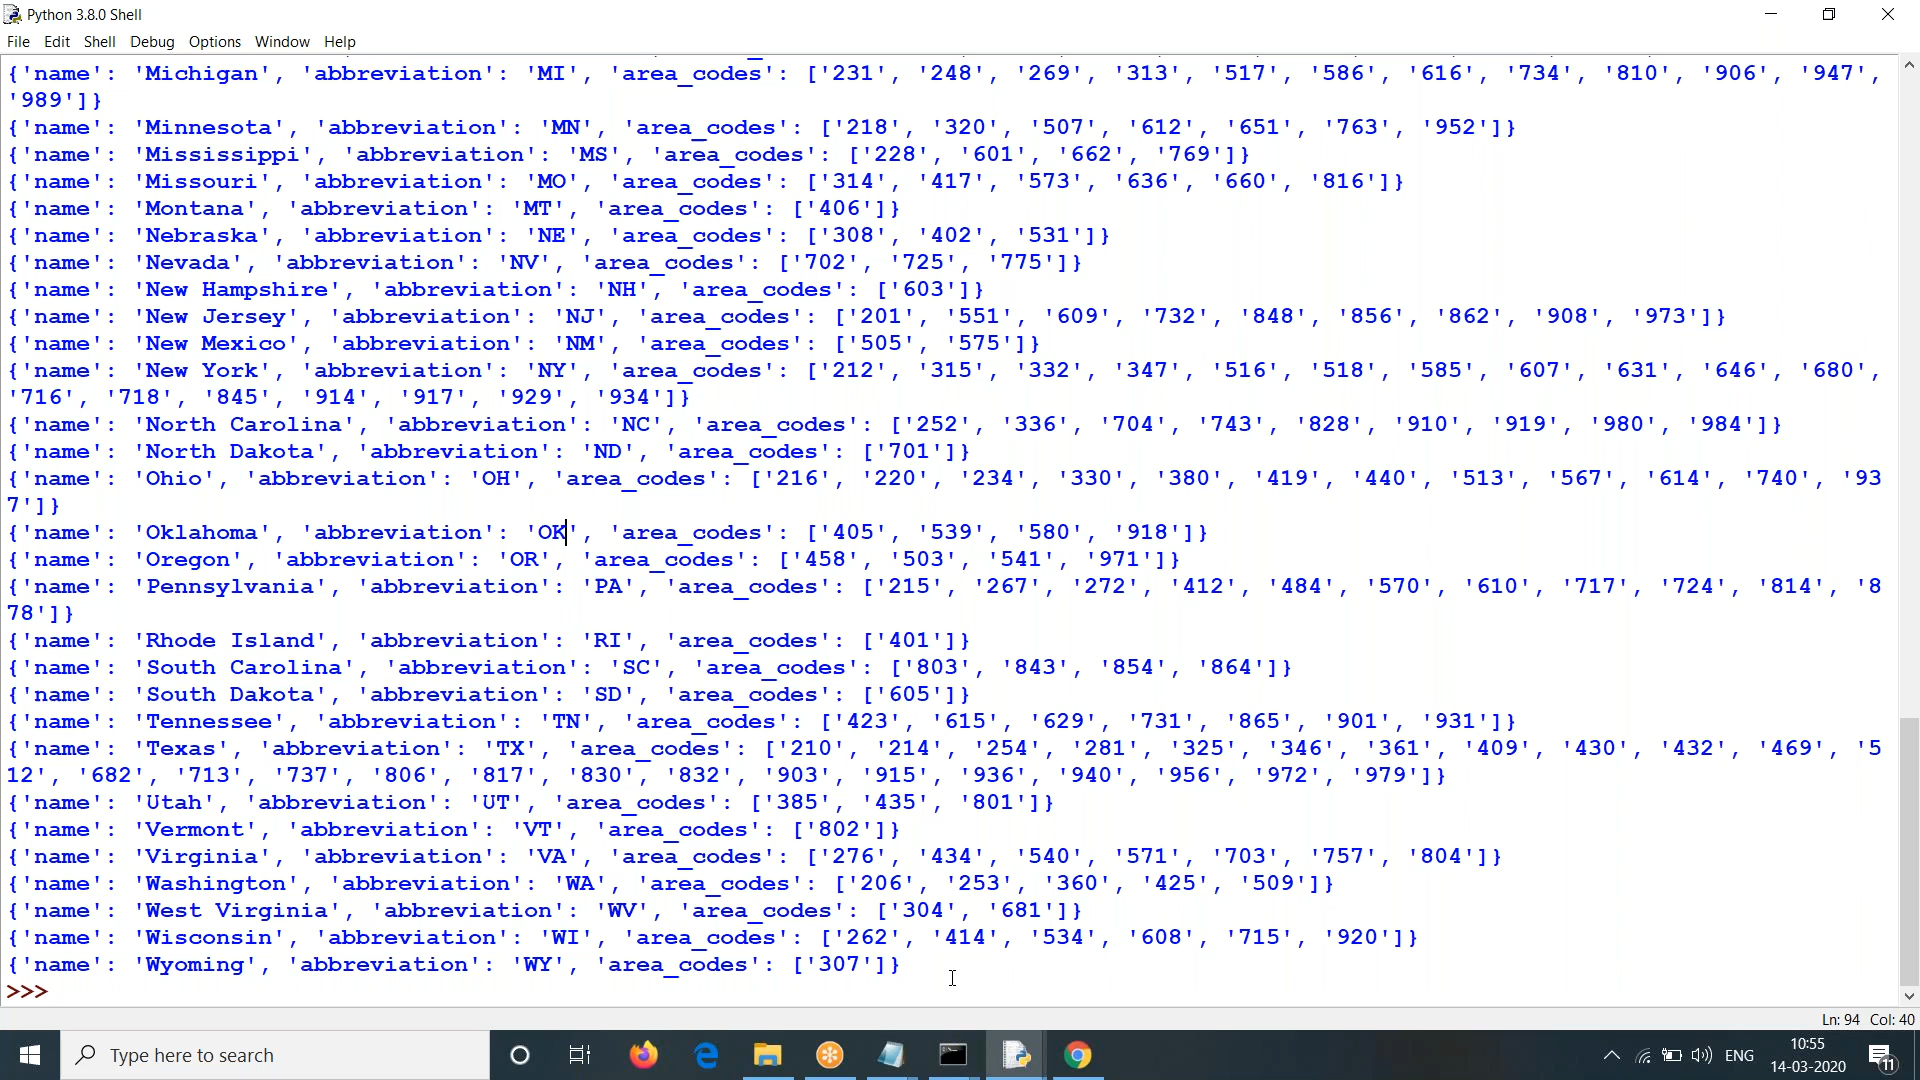 Python 3.8.0 Shell
File Edit Shell Debug Options Window Help
{'name': 'Michigan', 'abbreviation': 'MI', 'area_codes': ['231', '248', '269', '313', '517', '586', '616', '734', '810', '906', '947',
'989']}
{'name': 'Minnesota', 'abbreviation': 'MN', 'area_codes': ['218', '320', '507', '612', '651', '763', '952']}
{'name': 'Mississippi', 'abbreviation': 'MS', 'area_codes': ['228', '601', '662', '769']}
{'name': 'Missouri', 'abbreviation': 'MO', 'area_codes': ['314', '417', '573', '636', '660', '816']}
{'name': 'Montana', 'abbreviation': 'MT', 'area_codes': ['406']}
{'name': 'Nebraska', 'abbreviation': 'NE', 'area_codes': ['308', '402', '531']}
{'name': 'Nevada', 'abbreviation': 'NV', 'area_codes': ['702', '725', '775']}
{'name': 'New Hampshire', 'abbreviation': 'NH', 'area_codes': ['603']}
{'name': 'New Jersey', 'abbreviation': 'NJ', 'area_codes': ['201', '551', '609', '732', '848', '856', '862', '908', '973']}
{'name': 'New Mexico', 'abbreviation': 'NM', 'area_codes': ['505', '575']}
{'name': 'New York', 'abbreviation': 'NY', 'area_codes': ['212', '315', '332', '347', '516', '518', '585', '607', '631', '646', '680',
'716', '718', '845', '914', '917', '929', '934']}
{'name': 'North Carolina', 'abbreviation': 'NC', 'area_codes': ['252', '336', '704', '743', '828', '910', '919', '980', '984']}
{'name': 'North Dakota', 'abbreviation': 'ND', 'area_codes': ['701']}
{'name': 'Ohio', 'abbreviation': 'OH', 'area_codes': ['216', '220', '234', '330', '380', '419', '440', '513', '567', '614', '740', '93
7']}
{'name': 'Oklahoma', 'abbreviation': 'OK', 'area_codes': ['405', '539', '580', '918']}
{'name': 'Oregon', 'abbreviation': 'OR', 'area_codes': ['458', '503', '541', '971']}
{'name': 'Pennsylvania', 'abbreviation': 'PA', 'area_codes': ['215', '267', '272', '412', '484', '570', '610', '717', '724', '814', '8
78']}
{'name': 'Rhode Island', 'abbreviation': 'RI', 'area_codes': ['401']}
{'name': 'South Carolina', 'abbreviation': 'SC', 'area_codes': ['803', '843', '854', '864']}
{'name': 'South Dakota', 'abbreviation': 'SD', 'area_codes': ['605']}
{'name': 'Tennessee', 'abbreviation': 'TN', 'area_codes': ['423', '615', '629', '731', '865', '901', '931']}
{'name': 'Texas', 'abbreviation': 'TX', 'area_codes': ['210', '214', '254', '281', '325', '346', '361', '409', '430', '432', '469', '5
12', '682', '713', '737', '806', '817', '830', '832', '903', '915', '936', '940', '956', '972', '979']}
{'name': 'Utah', 'abbreviation': 'UT', 'area_codes': ['385', '435', '801']}
{'name': 'Vermont', 'abbreviation': 'VT', 'area_codes': ['802']}
{'name': 'Virginia', 'abbreviation': 'VA', 'area_codes': ['276', '434', '540', '571', '703', '757', '804']}
{'name': 'Washington', 'abbreviation': 'WA', 'area_codes': ['206', '253', '360', '425', '509']}
{'name': 'West Virginia', 'abbreviation': 'WV', 'area_codes': ['304', '681']}
{'name': 'Wisconsin', 'abbreviation': 'WI', 'area_codes': ['262', '414', '534', '608', '715', '920']}
{'name': 'Wyoming', 'abbreviation': 'WY', 'area_codes': ['307']}
>>>
Ln: 94 Col: 40
Type here to search
ENG
10:55
14-03-2020
11